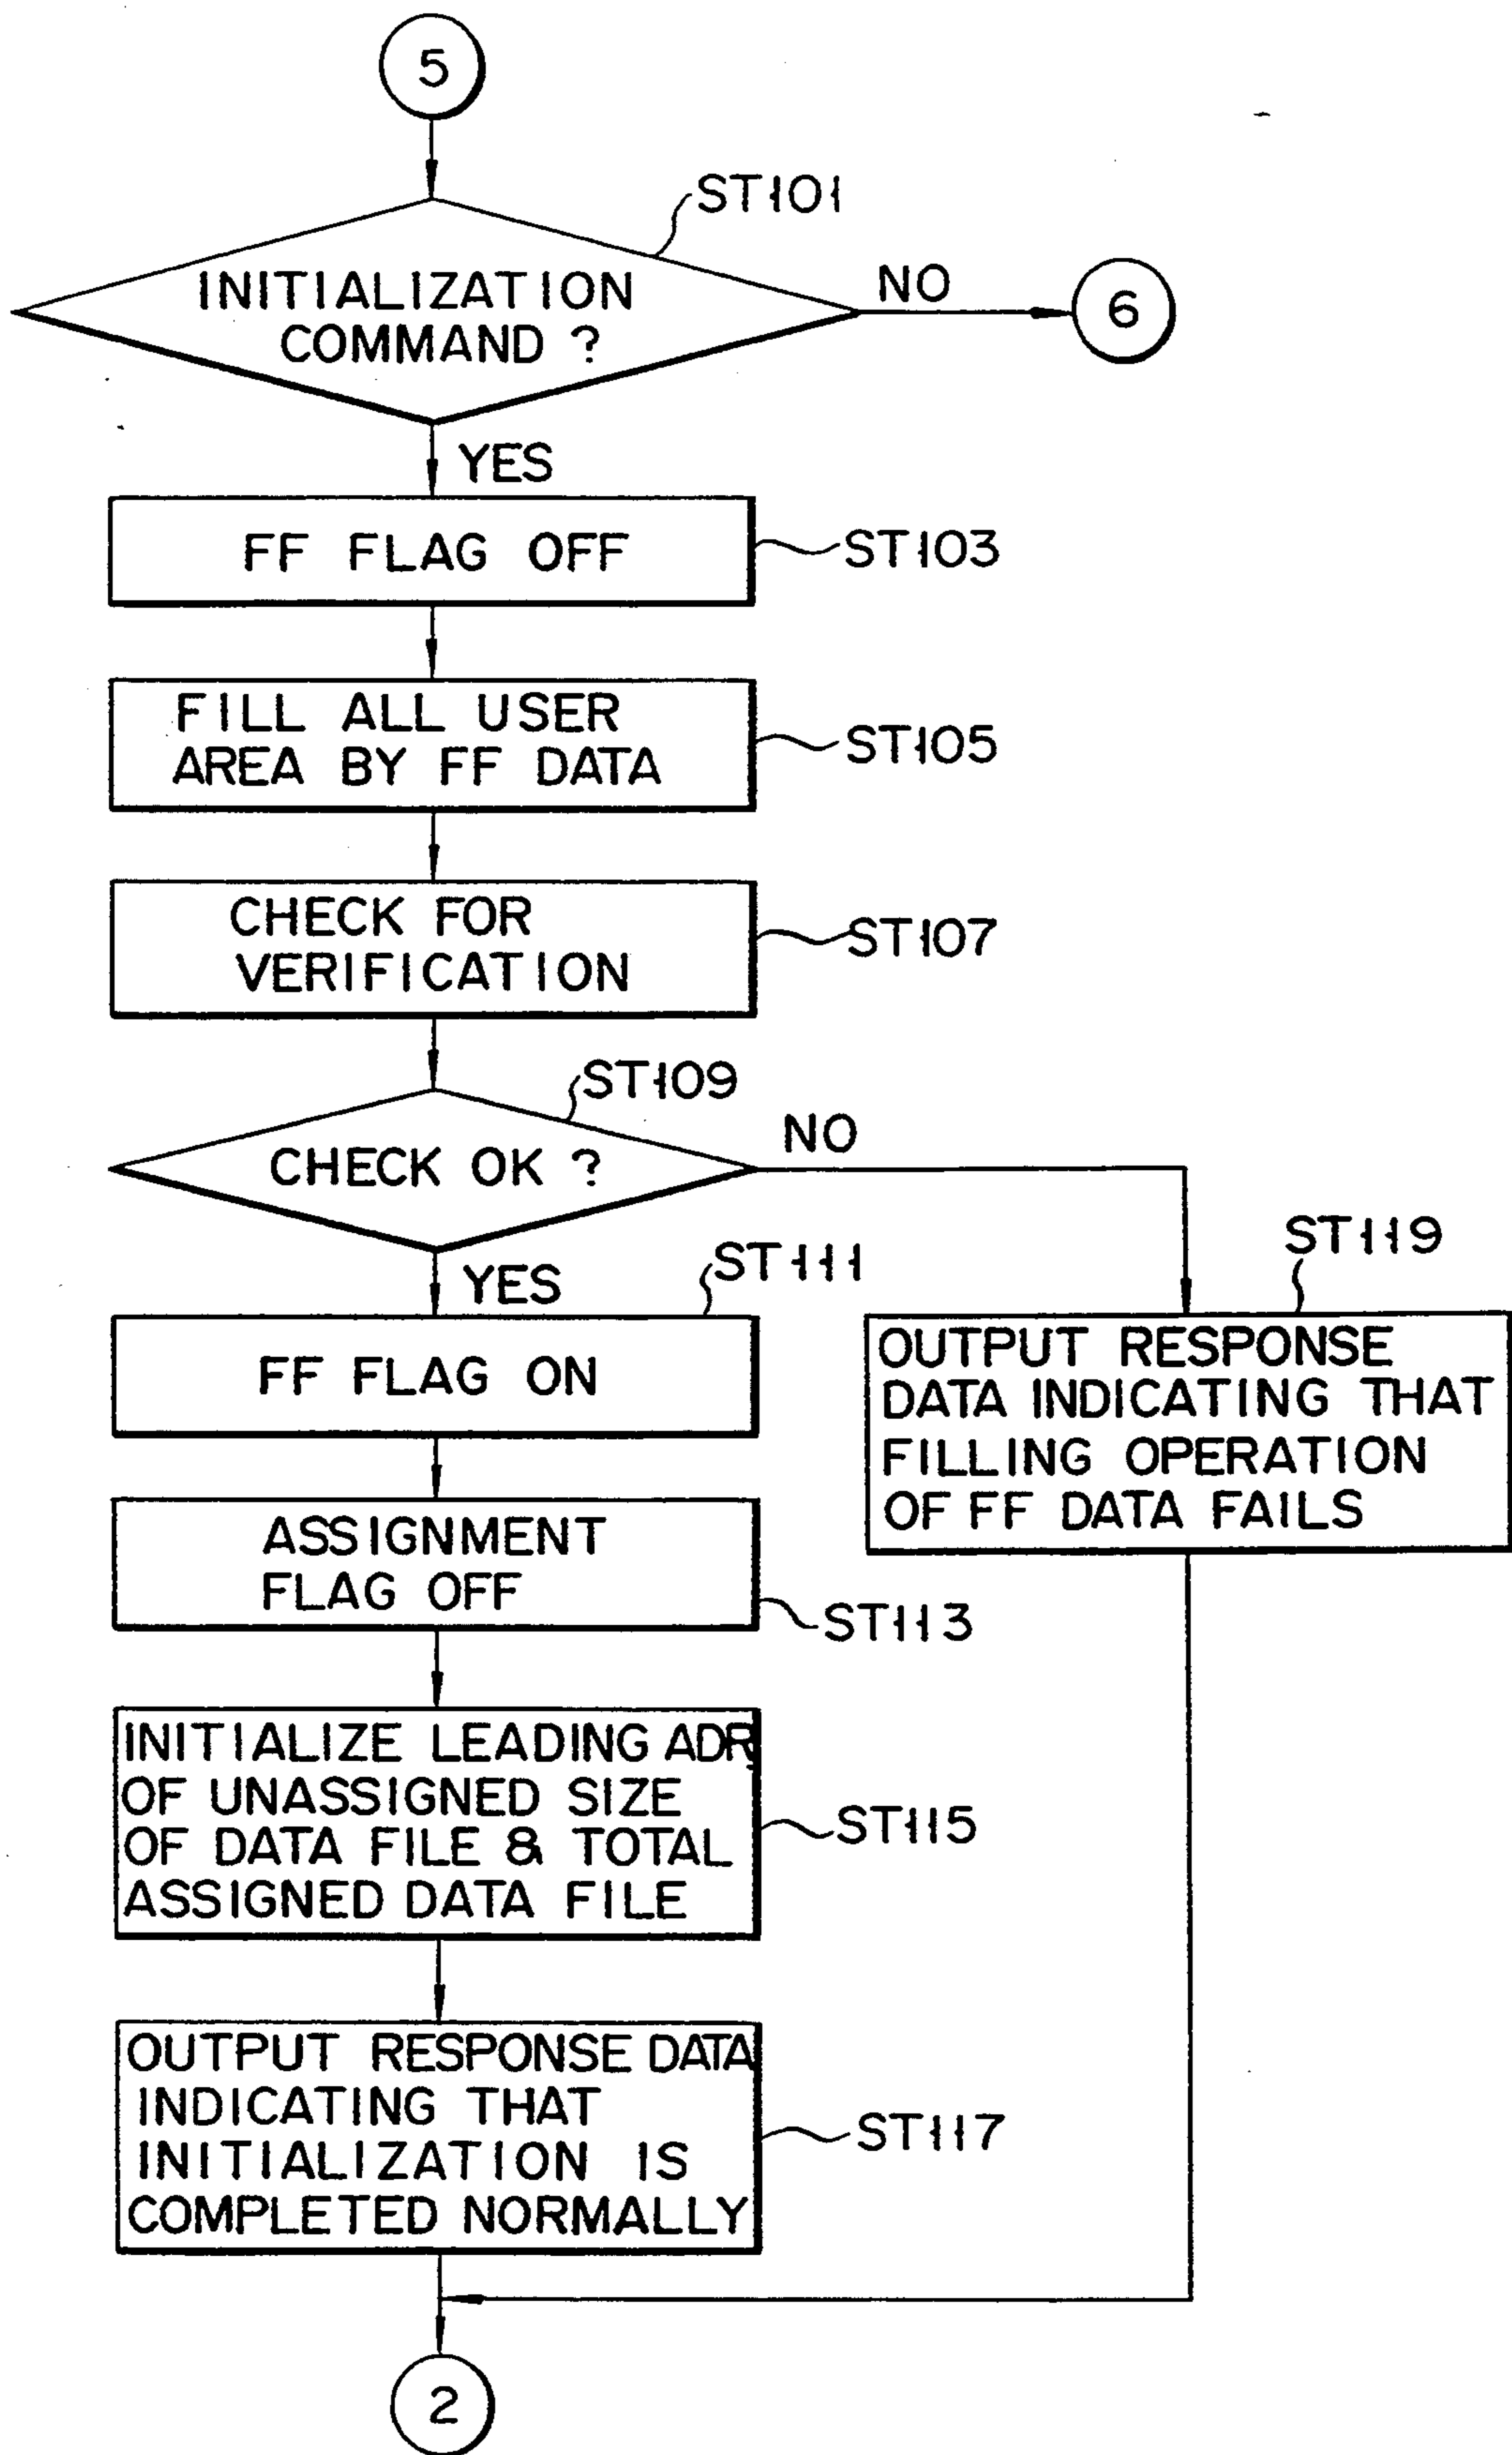 5
ST101
INITIALIZATION
COMMAND ?
NO
6
YES
FF FLAG OFF
ST103
FILL ALL USER
AREA BY FF DATA
ST105
CHECK FOR
VERIFICATION
ST107
ST109
CHECK OK ?
NO
YES
ST111
FF FLAG ON
ST119
OUTPUT RESPONSE
DATA INDICATING THAT
FILLING OPERATION
OF FF DATA FAILS
ASSIGNMENT
FLAG OFF
ST113
INITIALIZE LEADING ADR
OF UNASSIGNED SIZE
OF DATA FILE & TOTAL
ASSIGNED DATA FILE
ST115
OUTPUT RESPONSE DATA
INDICATING THAT
INITIALIZATION IS
COMPLETED NORMALLY
ST117
2